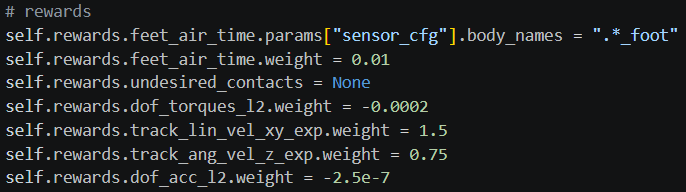 # rewards
self.rewards.feet_air_time.params["sensor_cfg"].body_names = ".*_foot"
self.rewards.feet_air_time.weight = 0.01
self.rewards.undesired_contacts = None
self.rewards.dof_torques_l2.weight = -0.0002
self.rewards.track_lin_vel_xy_exp.weight = 1.5
self.rewards.track_ang_vel_z_exp.weight = 0.75
self.rewards.dof_acc_l2.weight = -2.5e-7